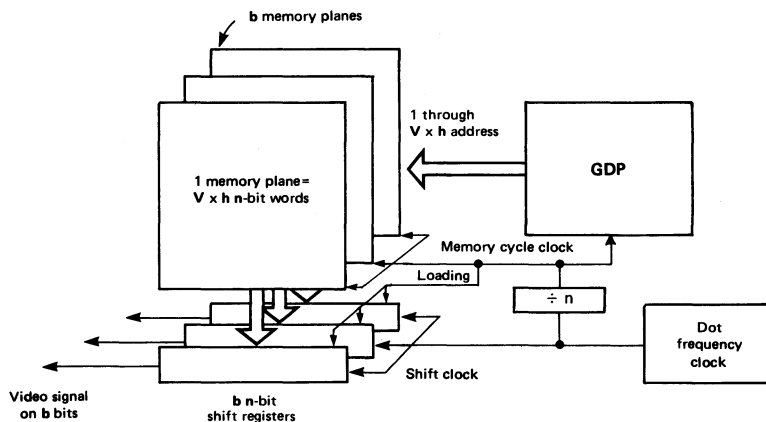 b memory planes
1 through
V x h address
GDP
1 memory plane=
V x h n-bit words
Memory cycle clock
Loading
÷ n
Dot
frequency
clock
Shift clock
Video signal
on b bits
b n-bit
shift registers